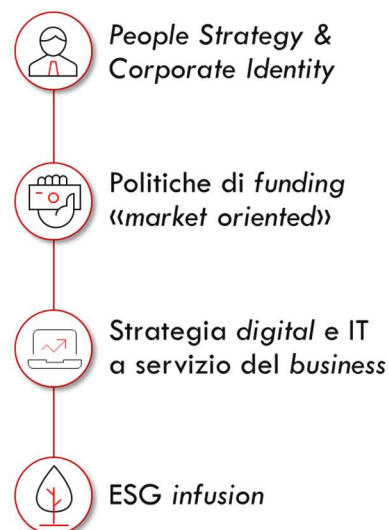 People Strategy &
Corporate Identity
Politiche di funding
«market oriented»
Strategia digital e IT
a servizio del business
ESG infusion